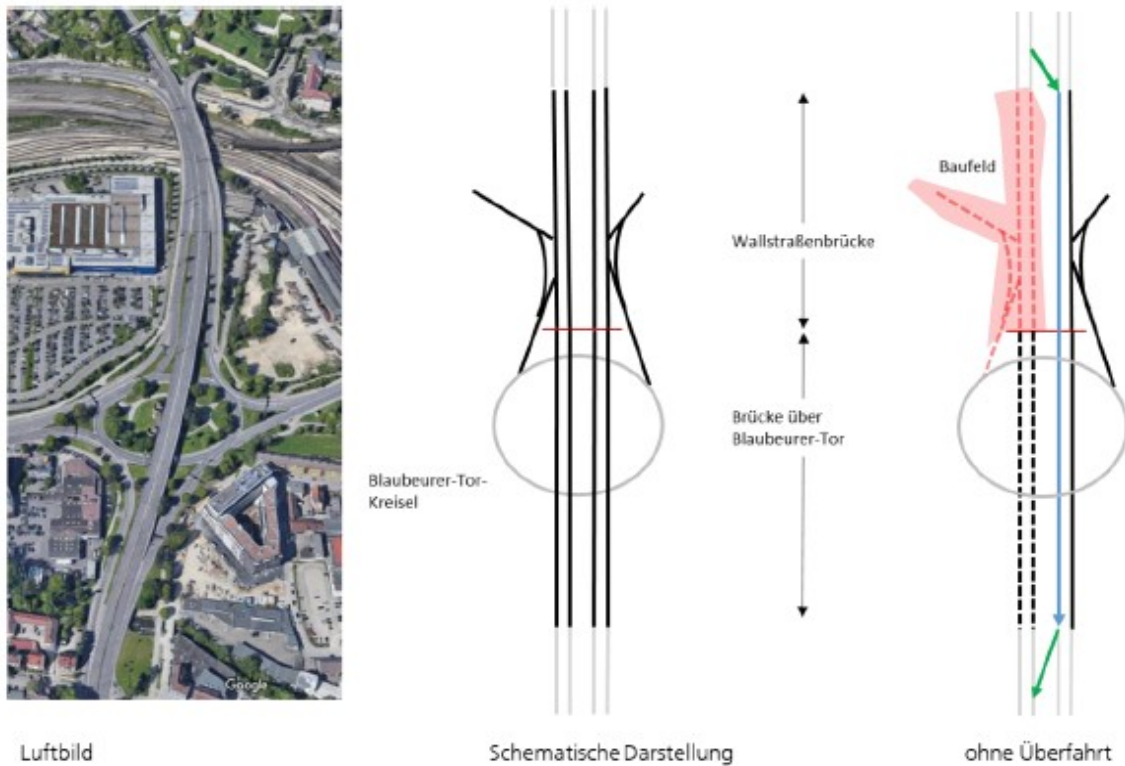 Baufeld
Wallstraßenbrücke
Brücke über
Blaubeurer-Tor
Blaubeurer-Tor-
Kreisel
Google
Luftbild
Schematische Darstellung
ohne Überfahrt